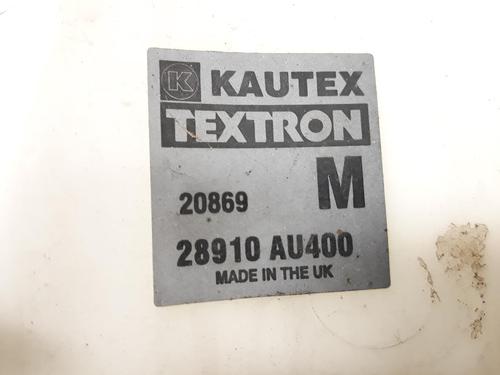 K KAUTEX
TEXTRON
M
20869
28910 AU400
MADE IN THE UK